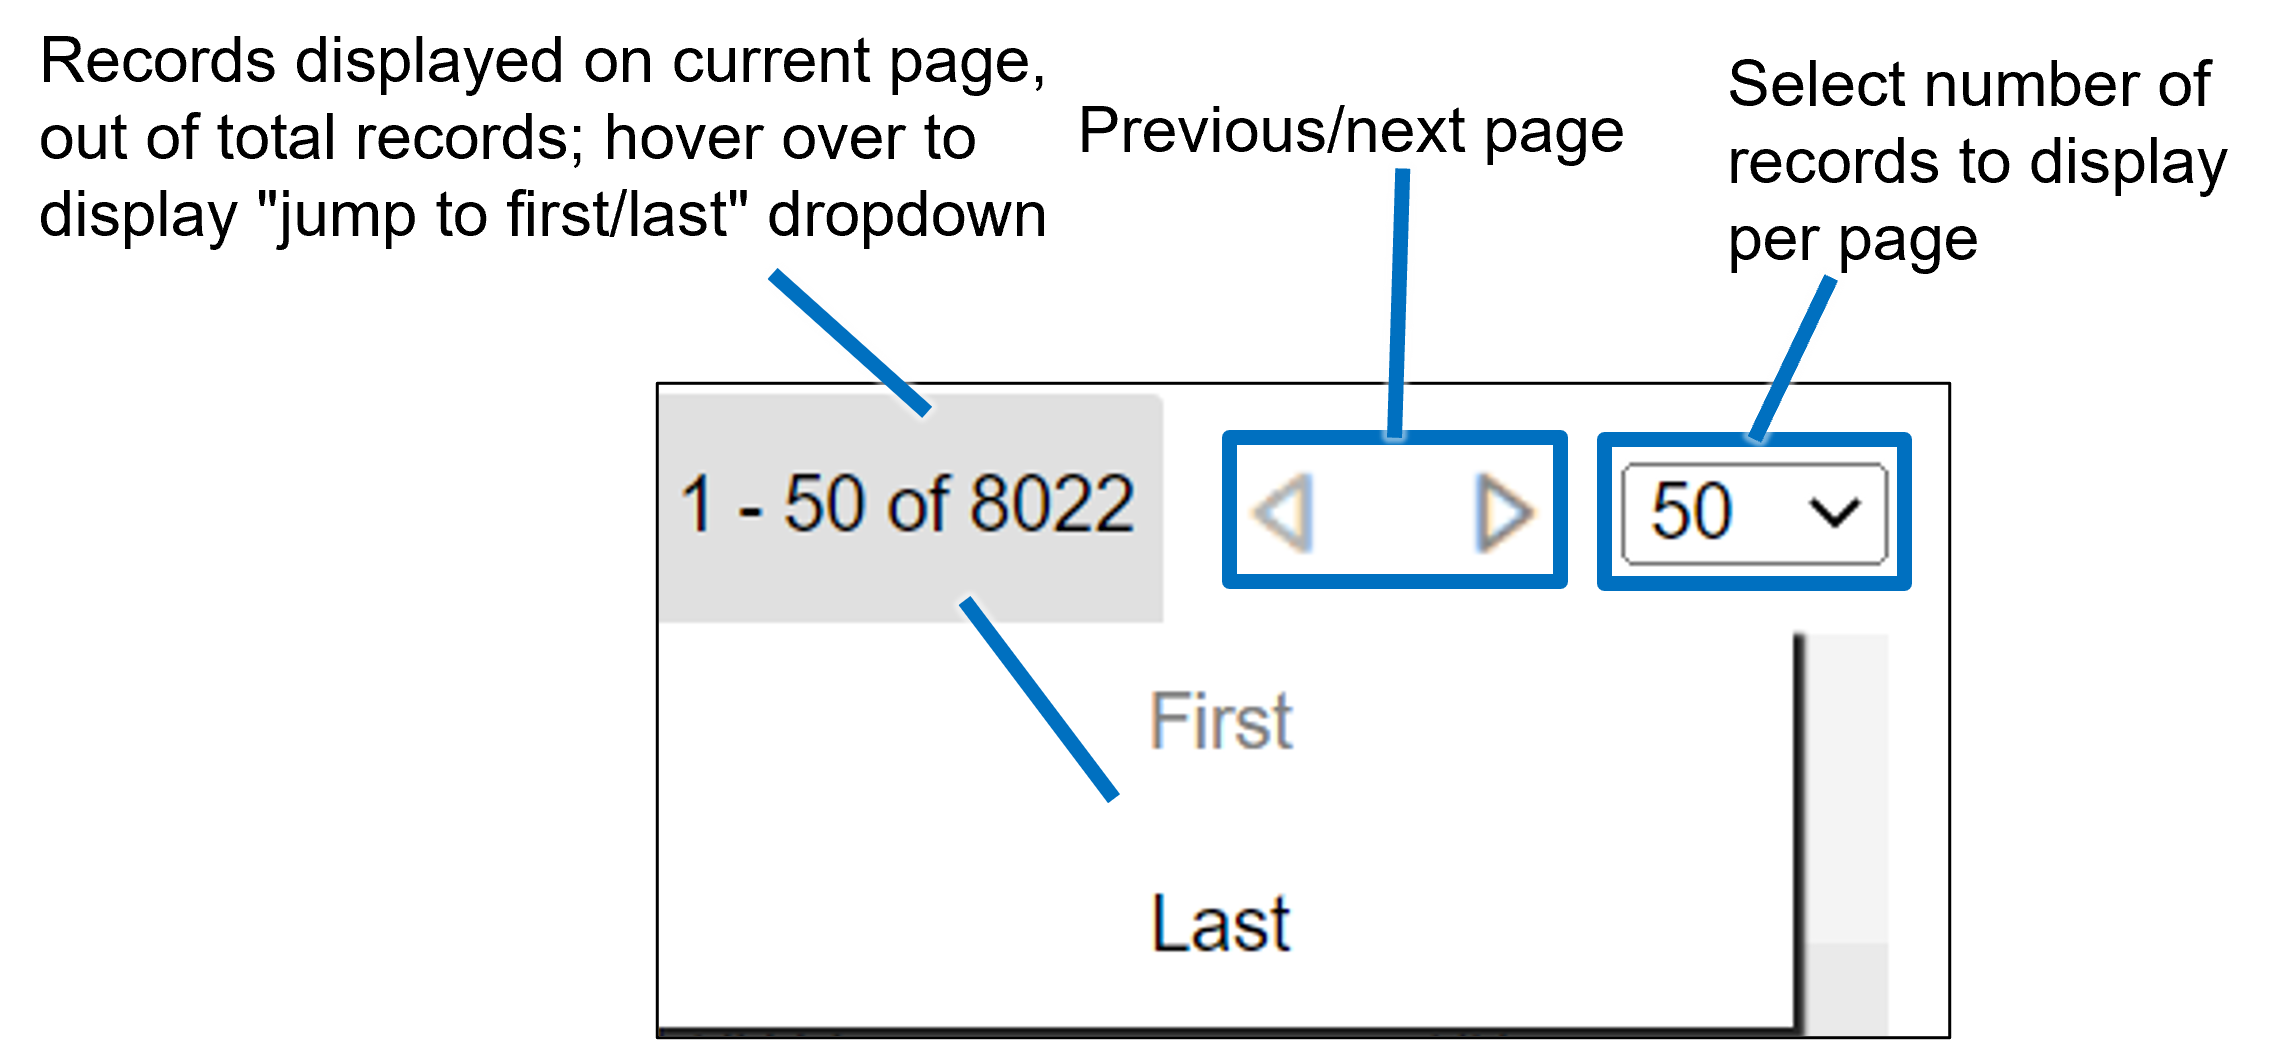 Records displayed on current page,
out of total records; hover over to
display "jump to first/last" dropdown
Previous/next page
Select number of
records to display
per page
1 - 50 of 8022
50
First
Last